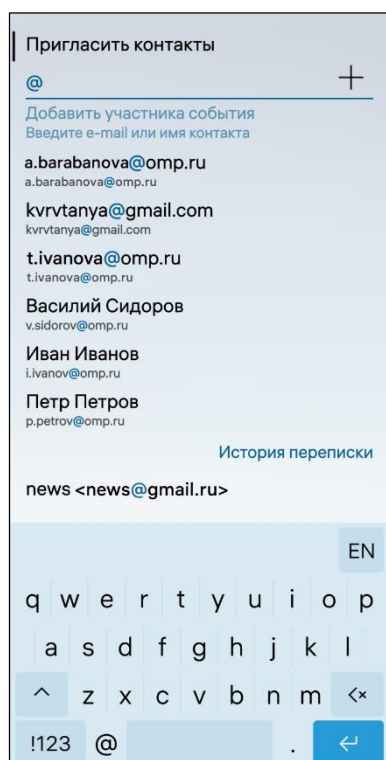 Пригласить контакты
@ +
Добавить участника события
Введите e-mail или имя контакта
a.barabanova@omp.ru
a.barabanova@omp.ru
kvrvtanya@gmail.com
kvrvtanya@gmail.com
t.ivanova@omp.ru
t.ivanova@omp.ru
Василий Сидоров
v.sidorov@omp.ru
Иван Иванов
i.ivanov@omp.ru
Петр Петров
p.petrov@omp.ru
История переписки
news <news@gmail.ru>
EN
q w e r t y u i o p
a s d f g h j k l
z x c v b n m
!123 @ .